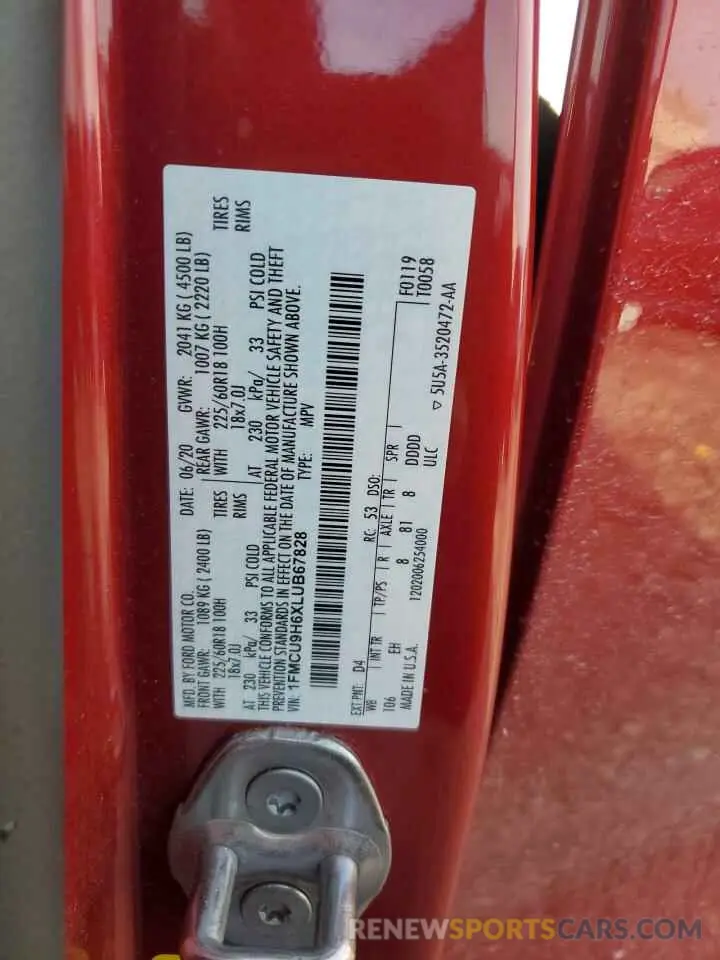 MFD. BY FORD MOTOR CO.
DATE: 06/20 GVWR: 2041 KG ( 4500 LB)
FRONT GAWR: 1089 KG ( 2400 LB) REAR GAWR: 1007 KG ( 2220 LB)
WITH 225/60R18 100H TIRES WITH 225/60R18 100H TIRES
18x7.0J RIMS 18x7.0J RIMS
AT 230 kPa/ 33 PSI COLD AT 230 kPa/ 33 PSI COLD
THIS VEHICLE CONFORMS TO ALL APPLICABLE FEDERAL MOTOR VEHICLE SAFETY AND THEFT
PREVENTION STANDARDS IN EFFECT ON THE DATE OF MANUFACTURE SHOWN ABOVE.
VIN: 1FMCU9H6XLUB67828 TYPE: MPV
EXT PNT: D4 RC: 53 DSO: F0119
WB INT TR TP/PS R AXLE TR SPR T0058
106 EH 8 81 8 DDDD
MADE IN U.S.A. 1202006254000 ULC ▽ 5U5A-3520472-AA
RENEWSPORTSCARS.COM